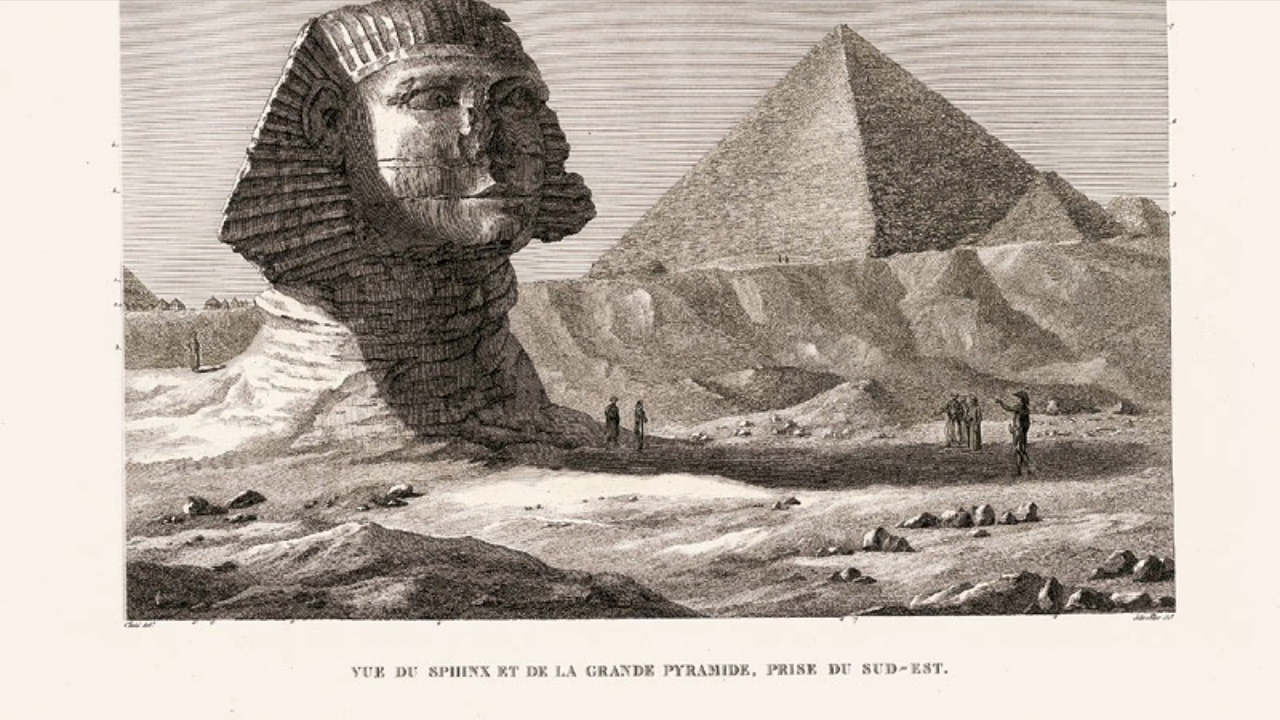 VUE DU SPHINX ET DE LA GRANDE PYRAMIDE, PRISE DU SUD-EST.